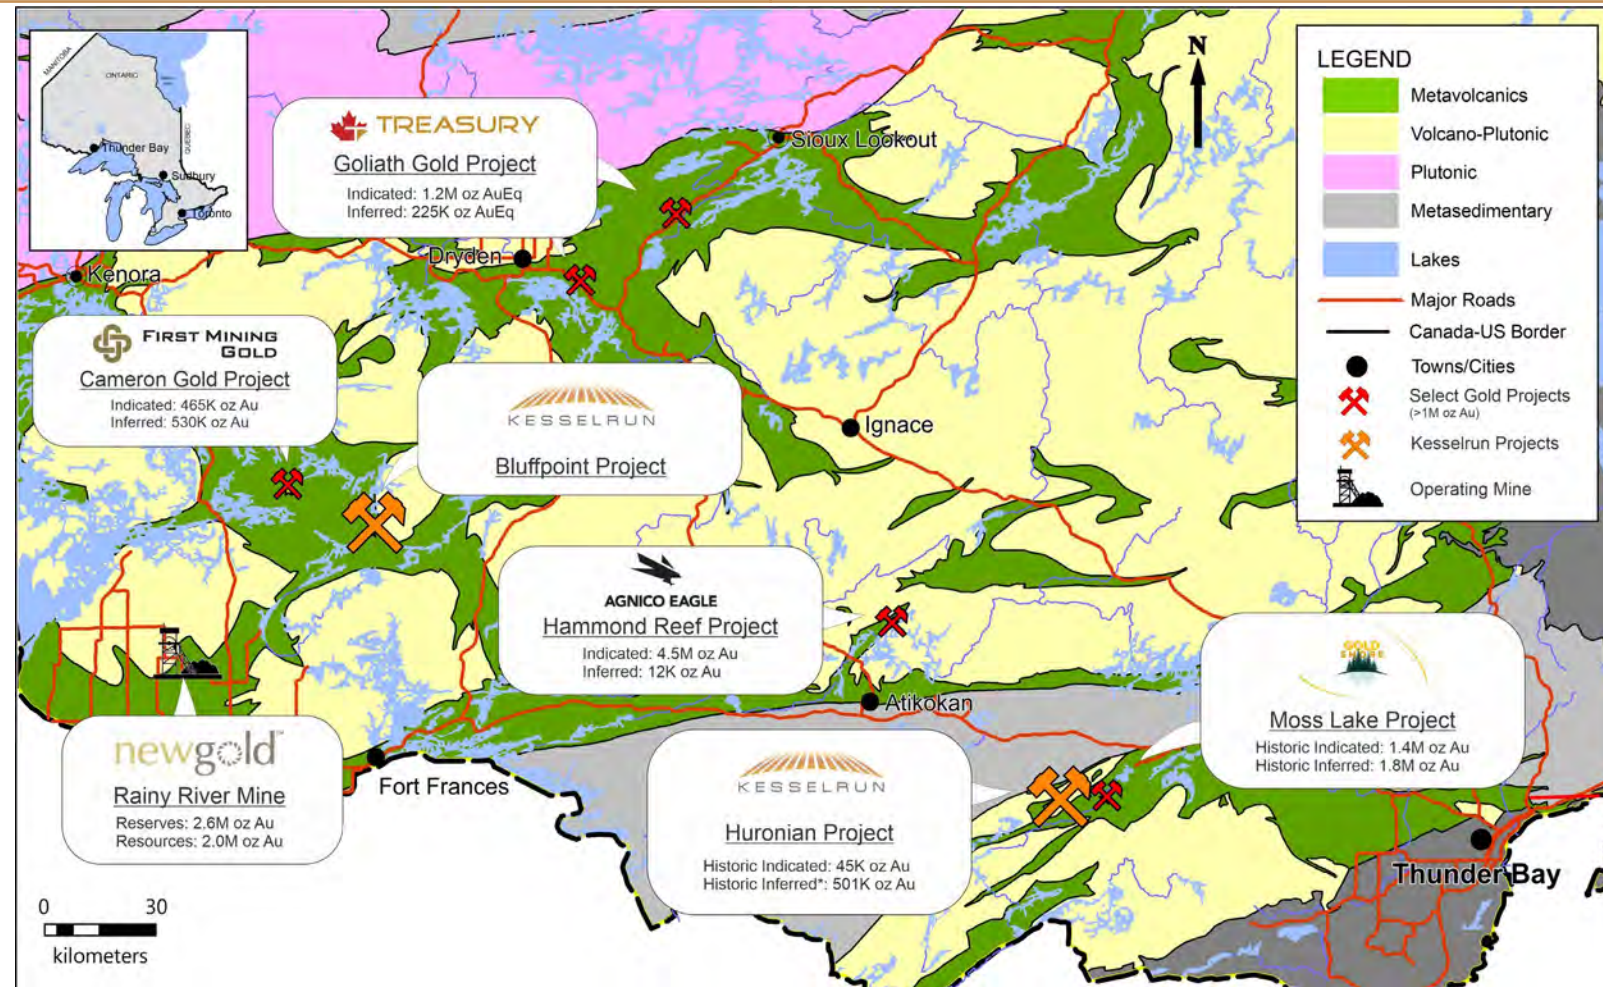 MANITOBA
ONTARIO
QUEBEC
Thunder Bay
Sudbury
Toronto
TREASURY
Goliath Gold Project
Indicated: 1.2M oz AuEq
Inferred: 225K oz AuEq
N
Sioux Lookout
Dryden
Kenora
FIRST MINING
GOLD
Cameron Gold Project
Indicated: 465K oz Au
Inferred: 530K oz Au
KESSELRUN
Bluffpoint Project
Ignace
AGNICO EAGLE
Hammond Reef Project
Indicated: 4.5M oz Au
Inferred: 12K oz Au
Atikokan
GOLD
SHORE
Moss Lake Project
Historic Indicated: 1.4M oz Au
Historic Inferred: 1.8M oz Au
newgold™
Rainy River Mine
Reserves: 2.6M oz Au
Resources: 2.0M oz Au
Fort Frances
KESSELRUN
Huronian Project
Historic Indicated: 45K oz Au
Historic Inferred*: 501K oz Au
Thunder Bay
0 30
kilometers
LEGEND
Metavolcanics
Volcano-Plutonic
Plutonic
Metasedimentary
Lakes
Major Roads
Canada-US Border
Towns/Cities
Select Gold Projects
(>1M oz Au)
Kesselrun Projects
Operating Mine